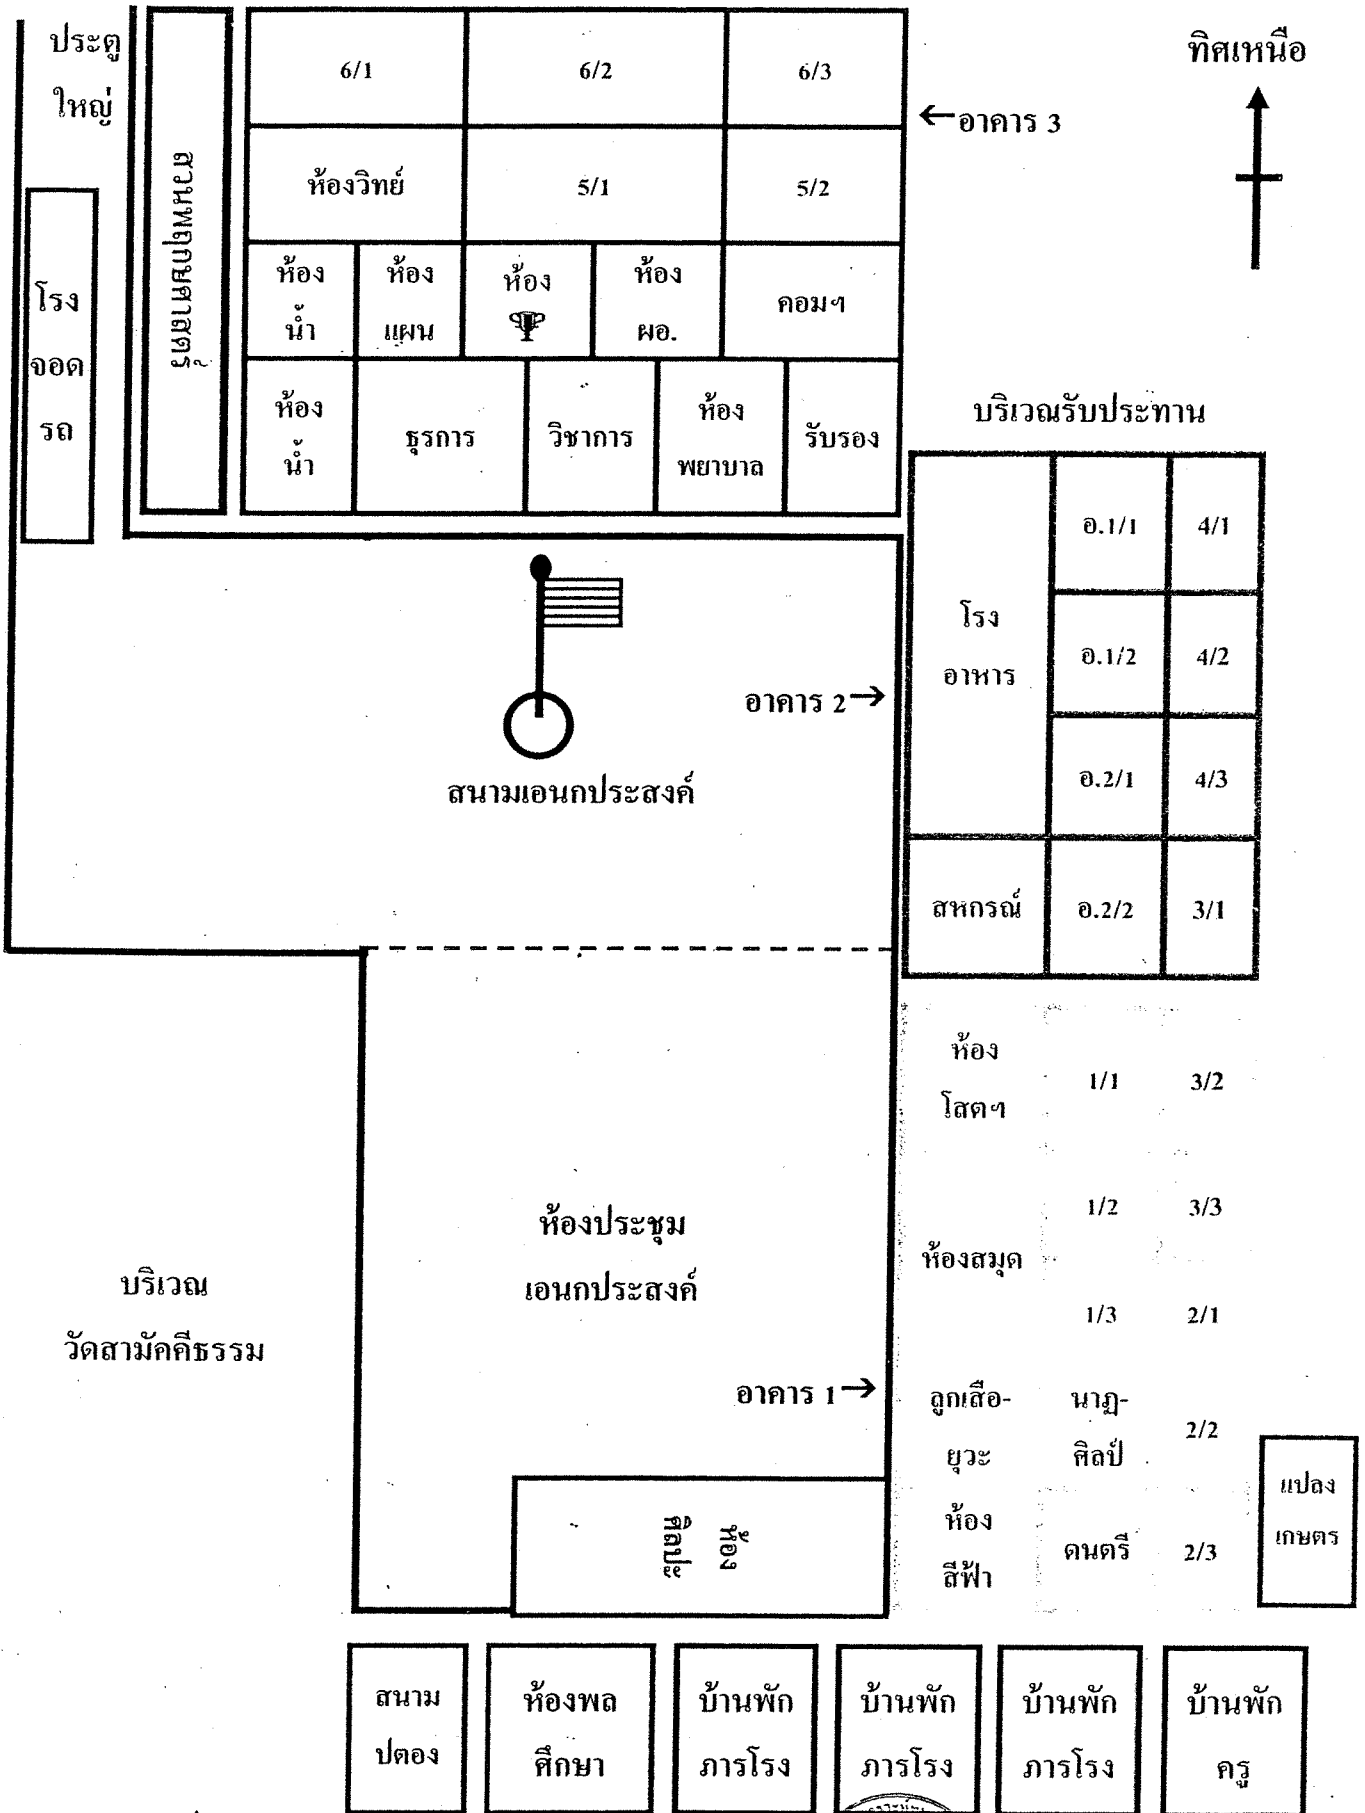 ประตู
ใหญ่
ทิศเหนือ
6/1
6/2
6/3
←อาคาร 3
สวนพฤกษศาสตร์
ห้องวิทย์
5/1
5/2
โรง
จอด
รถ
ห้อง
น้ำ
ห้อง
แผน
ห้อง
ห้อง
ผอ.
คอมฯ
ห้อง
น้ำ
ธุรการ
วิชาการ
ห้อง
พยาบาล
รับรอง
บริเวณรับประทาน
โรง
อาหาร
อ.1/1
4/1
อ.1/2
4/2
อาคาร 2→
อ.2/1
4/3
สนามเอนกประสงค์
สหกรณ์
อ.2/2
3/1
ห้อง
โสตฯ
1/1
3/2
1/2
3/3
ห้องสมุด
1/3
2/1
ห้องประชุม
เอนกประสงค์
บริเวณ
วัดสามัคคีธรรม
อาคาร 1→
ลูกเสือ-
ยุวะ
นาฏ-
ศิลป์
2/2
แปลง
เกษตร
ห้อง
ศิลปะ
ห้อง
สีฟ้า
ดนตรี
2/3
สนาม
ปตอง
ห้องพล
ศึกษา
บ้านพัก
ภารโรง
บ้านพัก
ภารโรง
บ้านพัก
ภารโรง
บ้านพัก
ครู